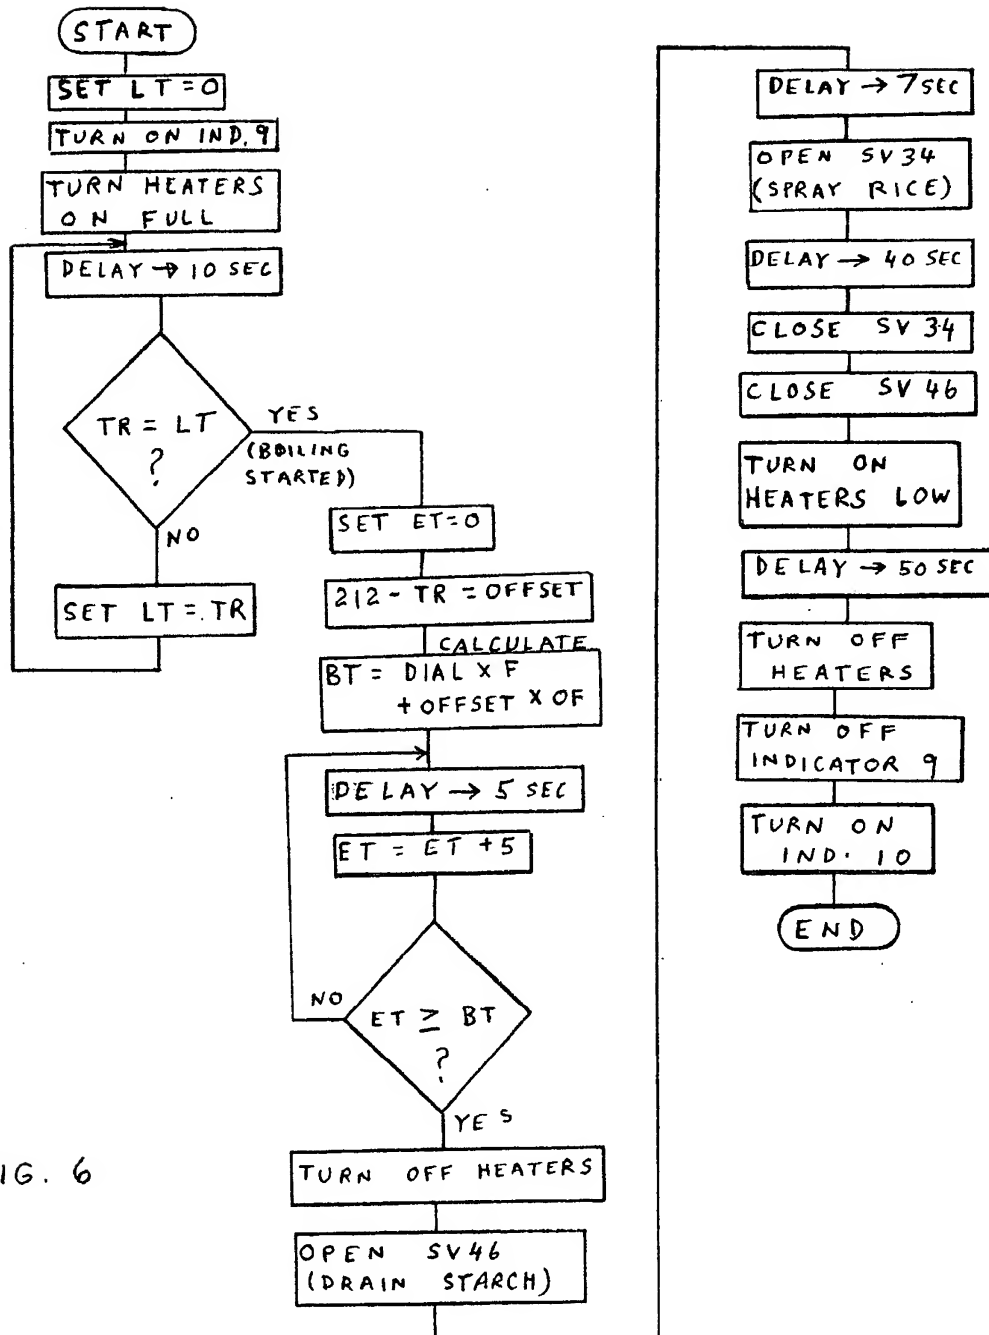 START
SET LT=0
TURN ON IND. 9
TURN HEATERS
ON FULL
DELAY → 10 SEC
TR = LT
?
YES
(BOILING
STARTED)
NO
SET LT=.TR
SET ET=0
212 - TR = OFFSET
CALCULATE
BT = DIAL X F
+ OFFSET X OF
DELAY → 5 SEC
ET = ET +5
NO
ET ≥ BT
?
YES
TURN OFF HEATERS
OPEN SV46
(DRAIN STARCH)
IG. 6
DELAY → 7 SEC
OPEN SV34
(SPRAY RICE)
DELAY → 40 SEC
CLOSE SV 34
CLOSE SV 46
TURN ON
HEATERS LOW
DELAY → 50 SEC
TURN OFF
HEATERS
TURN OFF
INDICATOR 9
TURN ON
IND. 10
END